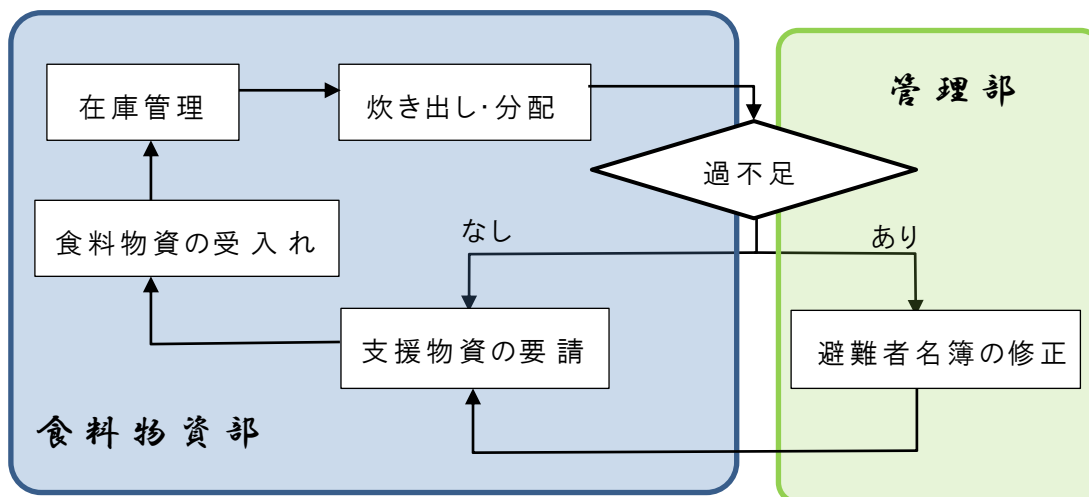 在庫管理
炊き出し・分配
管理部
過不足
食料物資の受入れ
なし
あり
支援物資の要請
避難者名簿の修正
食料物資部